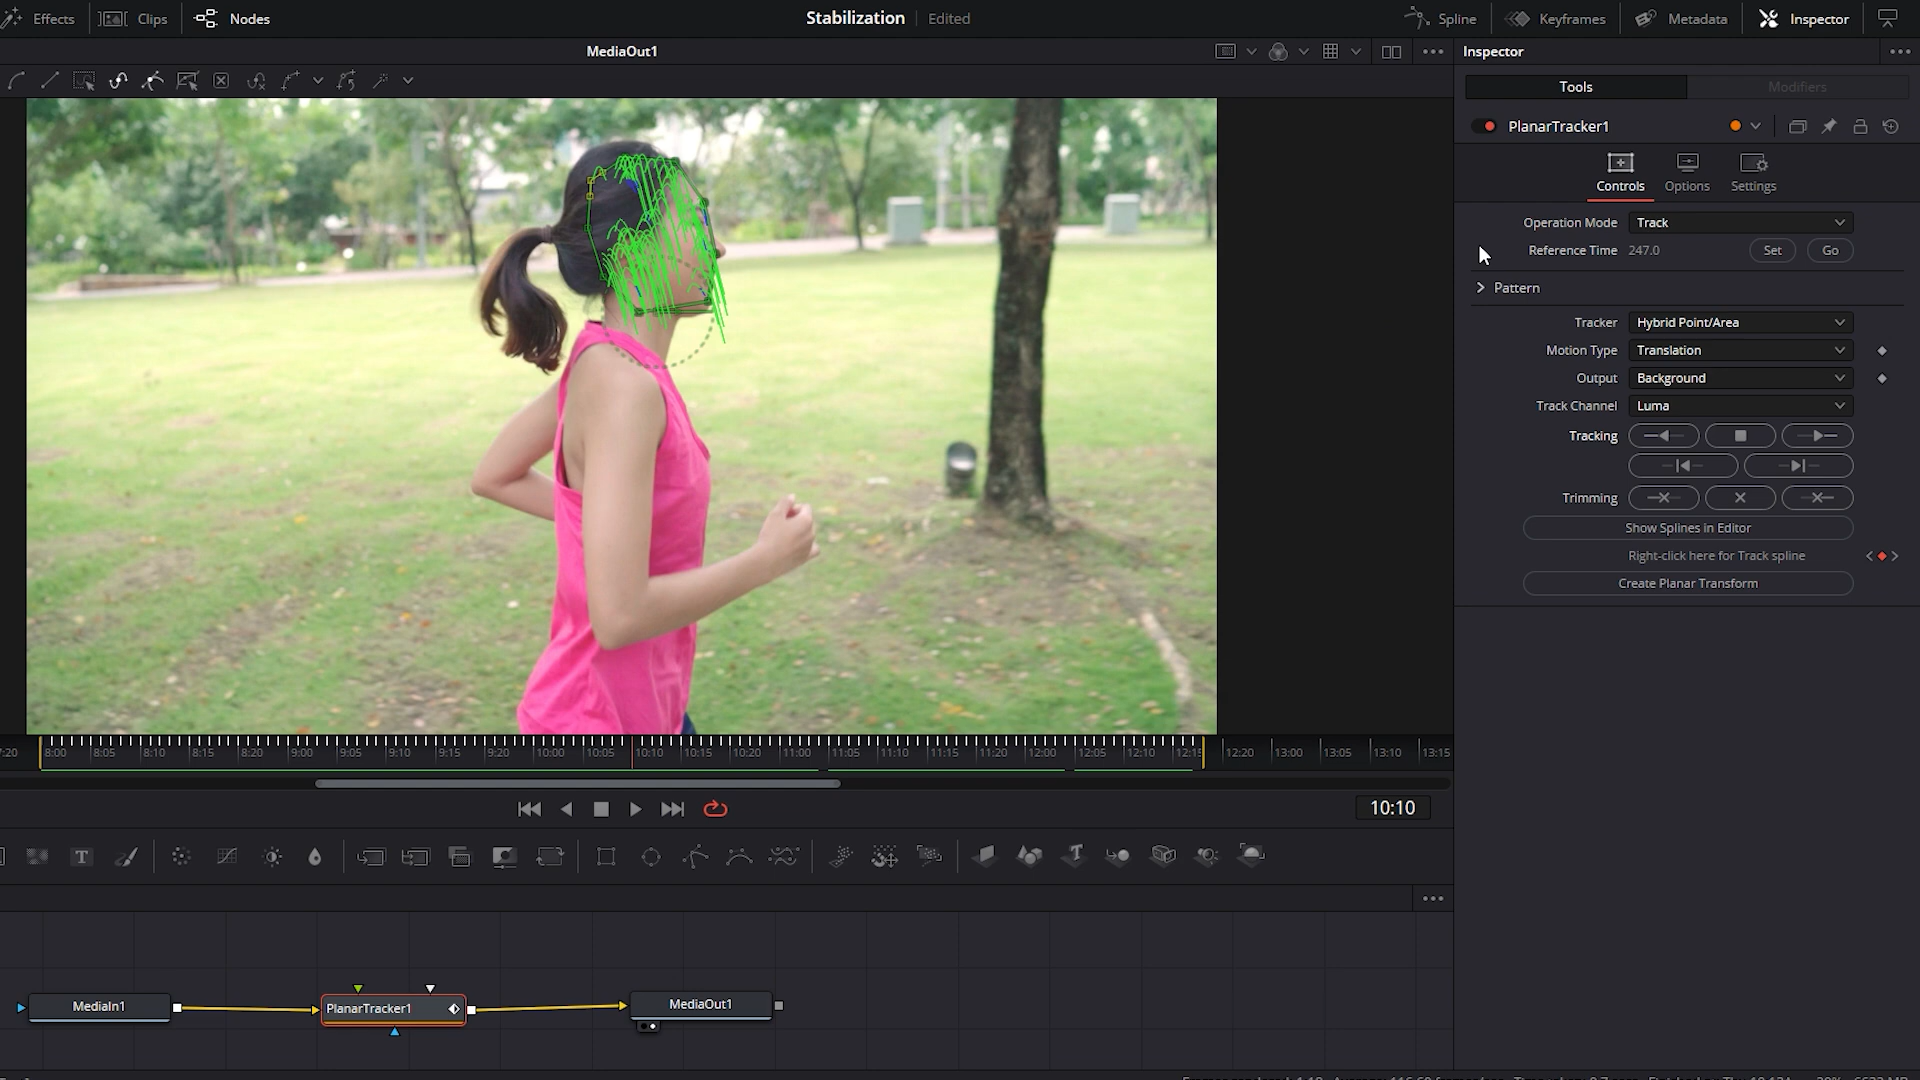 Effects Clips Nodes Stabilization Edited Spline Keyframes Metadata Inspector
MediaOut1
Inspector
Tools Modifiers
PlanarTracker1
Controls Options Settings
Operation Mode Track
Reference Time 247.0 Set Go
Pattern
Tracker Hybrid Point/Area
Motion Type Translation
Output Background
Track Channel Luma
Tracking
Trimming
Show Splines in Editor
Right-click here for Track spline
Create Planar Transform
7:20 8:00 8:05 8:10 8:15 8:20 9:00 9:05 9:10 9:15 9:20 10:00 10:05 10:10 10:15 10:20 11:00 11:05 11:10 11:15 11:20 12:00 12:05 12:10 12:15 12:20 13:00 13:05 13:10 13:15
10:10
T
T
MediaIn1 PlanarTracker1 MediaOut1